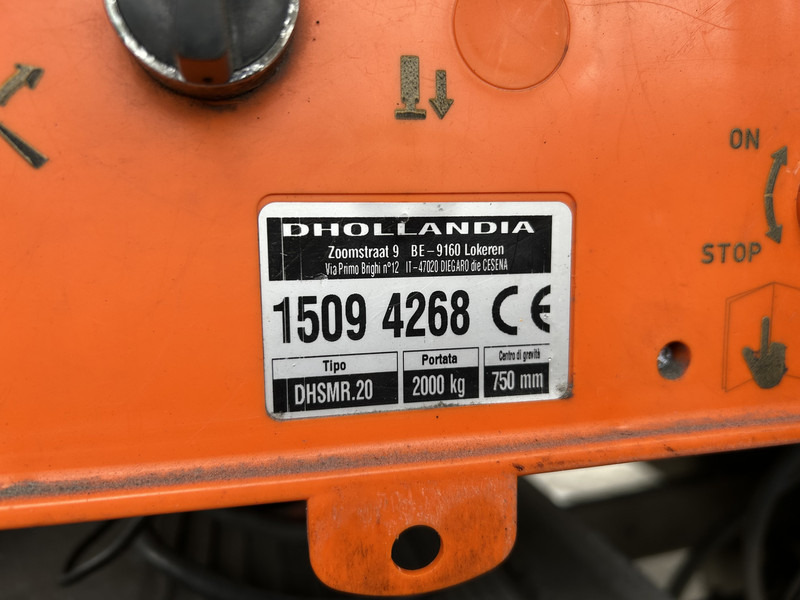 ON
STOP
DHOLLANDIA
Zoomstraat 9 BE-9160 Lokeren
Via Primo Brighi n°12 IT-47020 DIEGARO die CESENA
1509 4268 CE
Tipo
DHSMR.20
Portata
2000 kg
Centro di gravità
750 mm